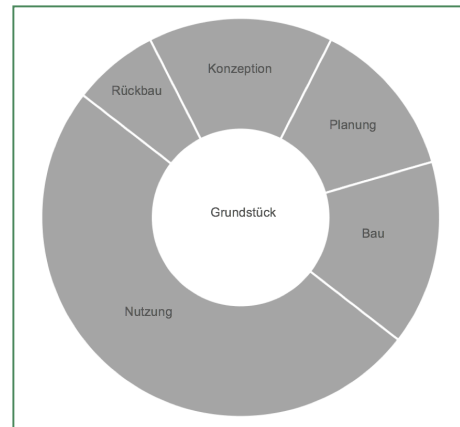 Konzeption
Rückbau
Planung
Grundstück
Bau
Nutzung